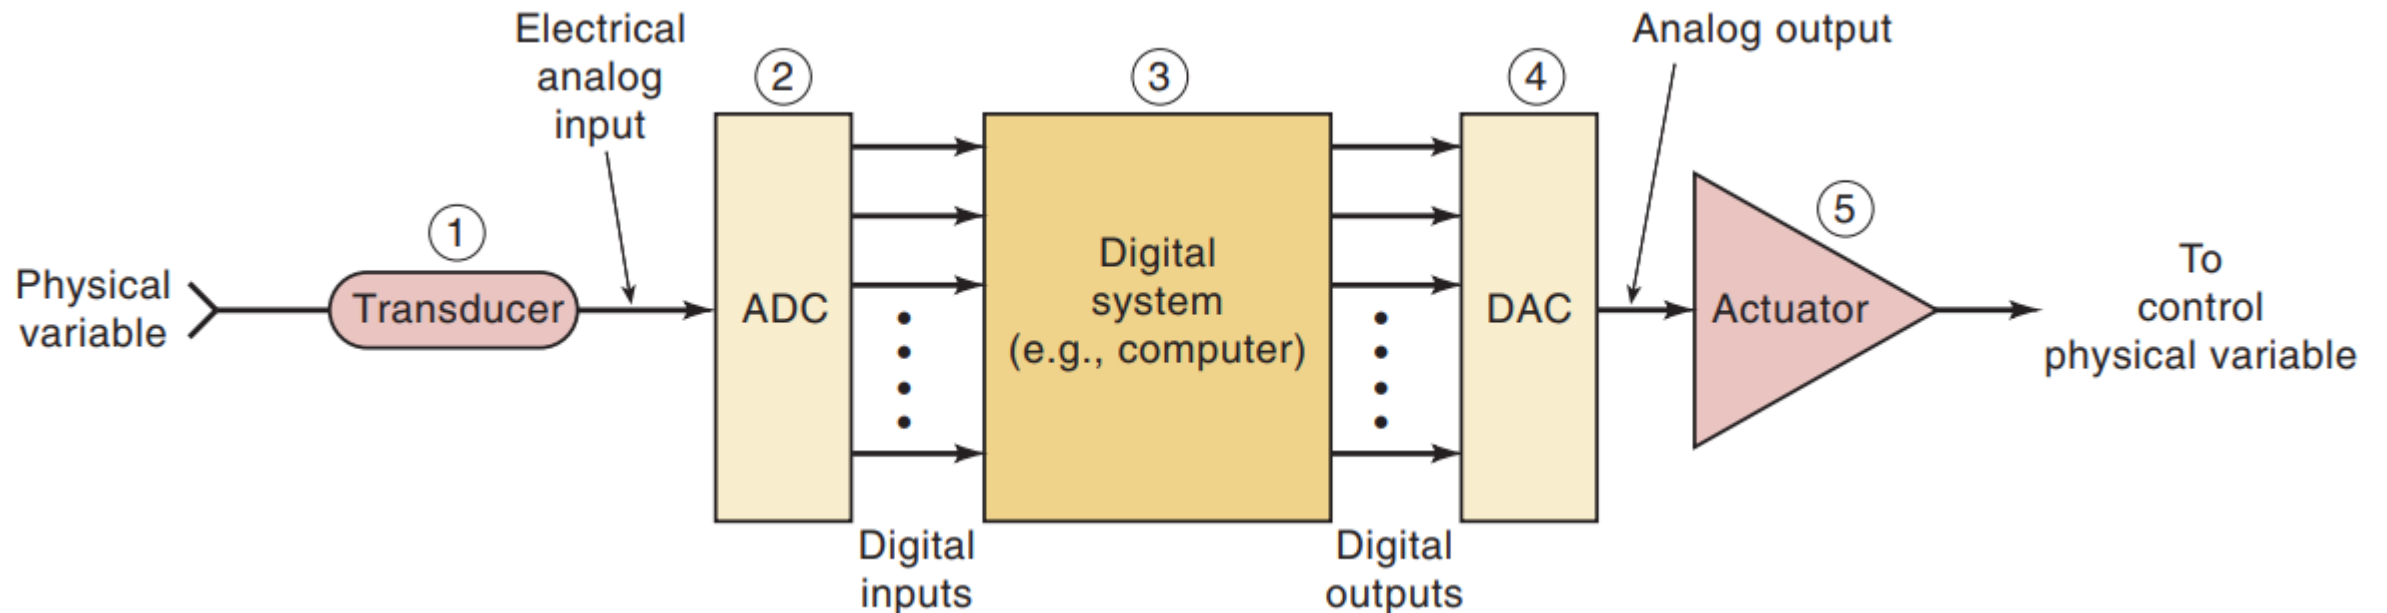 Physical
variable
1
Transducer
Electrical
analog
input
2
ADC
Digital
inputs
3
Digital
system
(e.g., computer)
Digital
outputs
4
DAC
Analog output
5
Actuator
To
control
physical variable